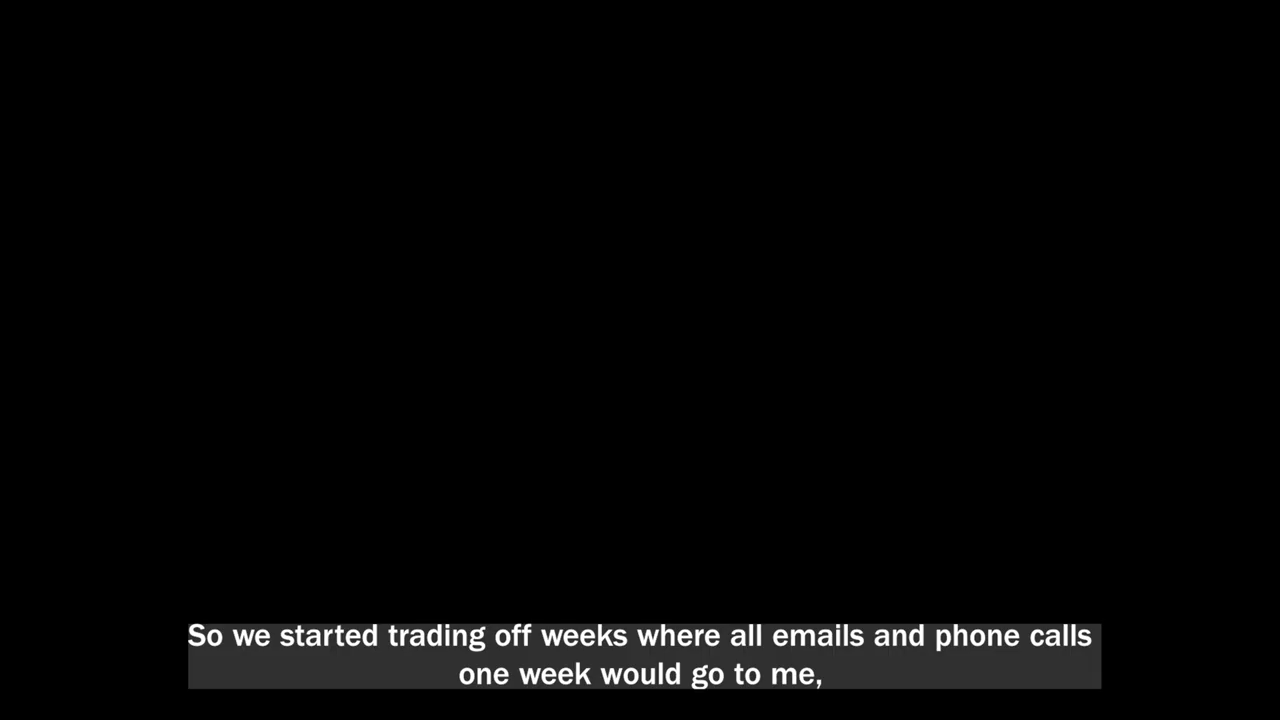 So we started trading off weeks where all emails and phone calls
one week would go to me,